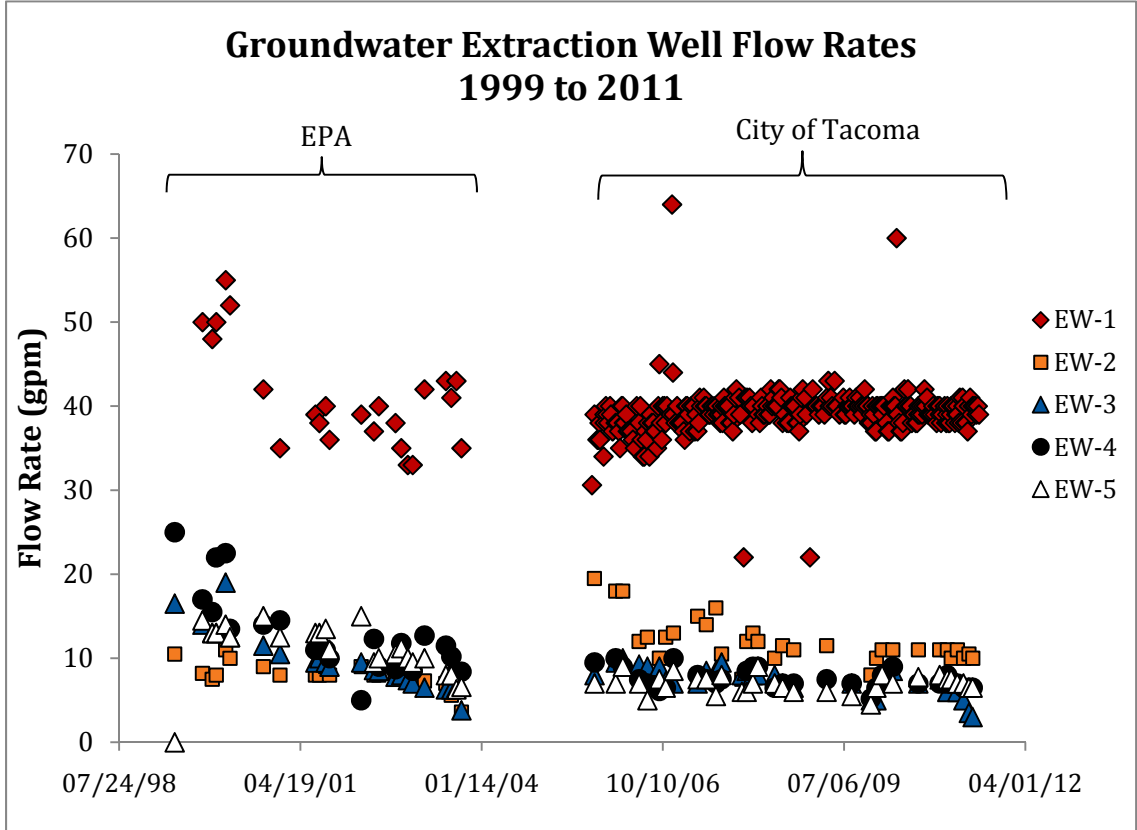 Groundwater Extraction Well Flow Rates
1999 to 2011
EPA
City of Tacoma
Flow Rate (gpm)
70
60
50
40
30
20
10
0
07/24/98
04/19/01
01/14/04
10/10/06
07/06/09
04/01/12
EW-1
EW-2
EW-3
EW-4
EW-5